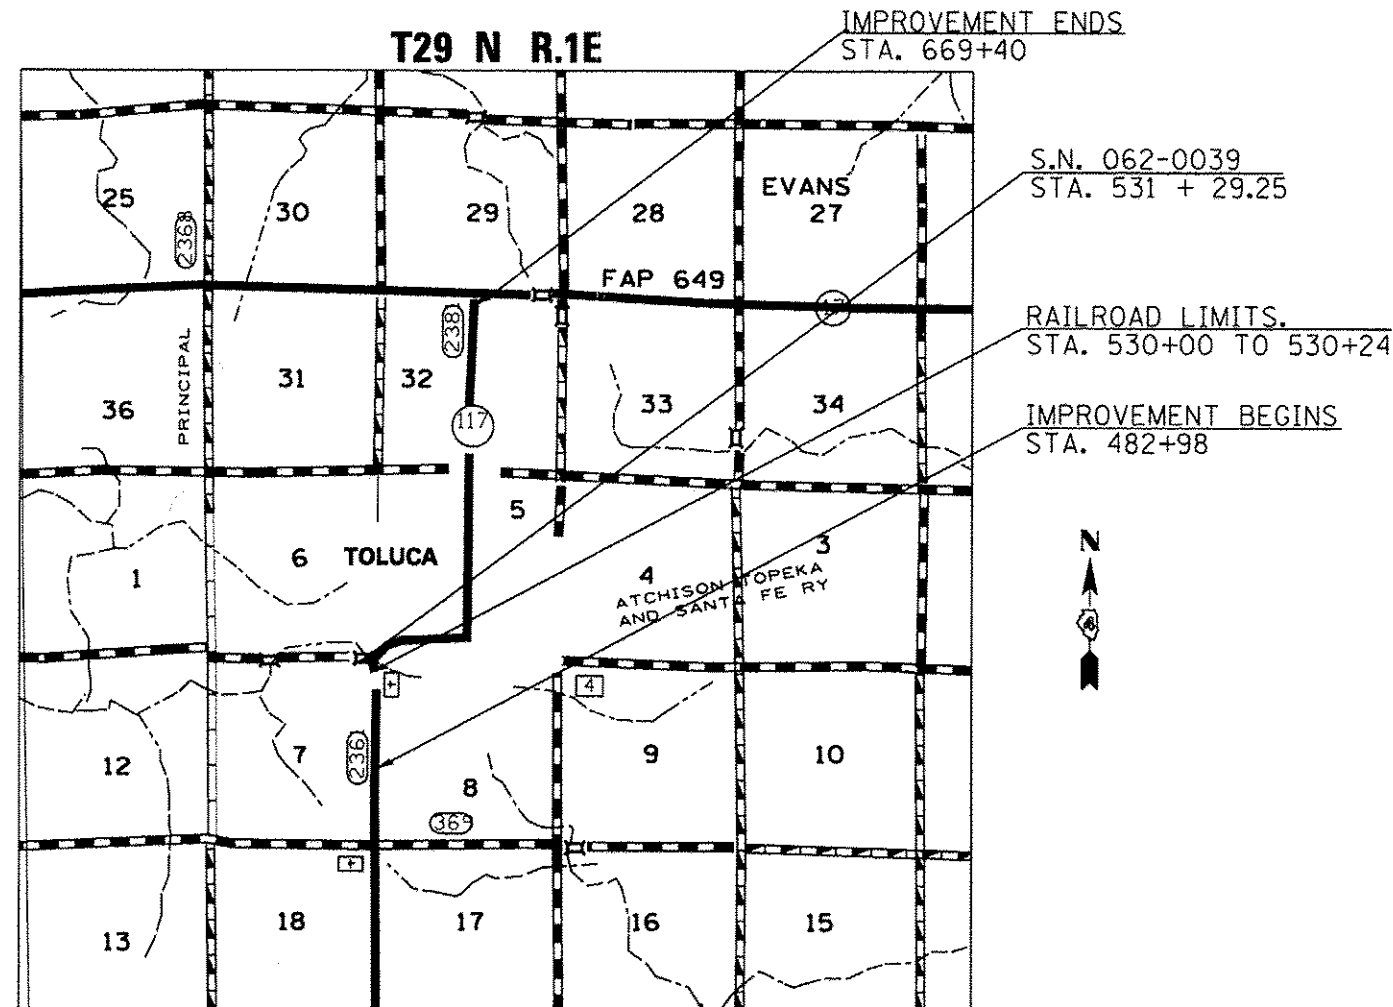 T29 N R.1E
IMPROVEMENT ENDS
STA. 669+40
S.N. 062-0039
STA. 531 + 29.25
RAILROAD LIMITS.
STA. 530+00 TO 530+24
IMPROVEMENT BEGINS
STA. 482+98
N
25
30
29
28
EVANS
27
2368
FAP 649
238
PRINCIPAL
36
31
32
117
33
34
1
6
TOLUCA
5
4
3
ATCHISON TOPEKA
AND SANTA FE RY
4
12
7
236
8
369
9
10
13
18
17
16
15